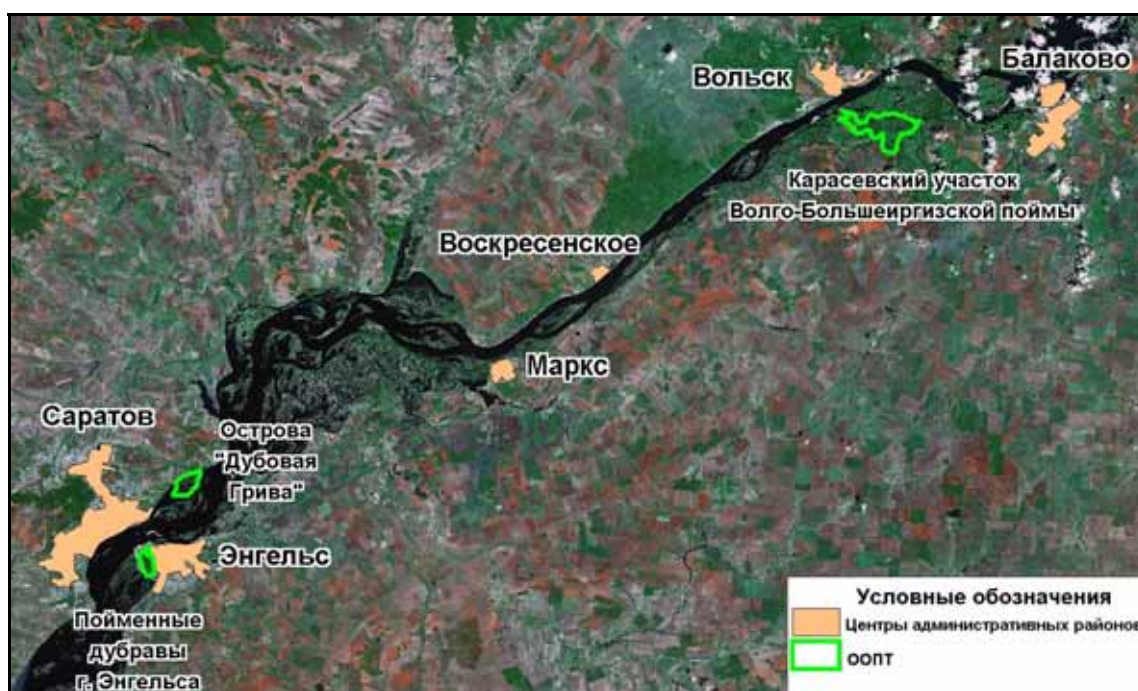 Балаково
Вольск
Карасевский участок
Волго-Большеиргизской поймы
Воскресенское
Маркс
Саратов
Острова
"Дубовая
Грива"
Энгельс
Пойменные
дубравы
г. Энгельса
Условные обозначения
Центры административных районов
ООПТ